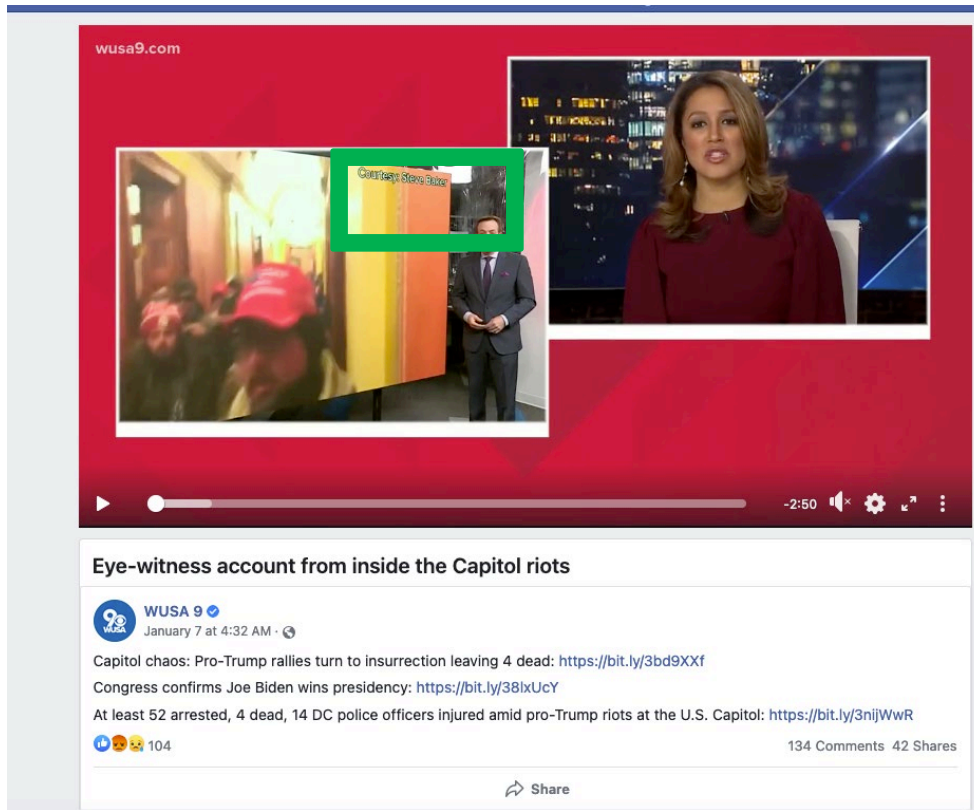 wusa9.com
Courtesy: Steve Baker
-2:50
Eye-witness account from inside the Capitol riots
9 WUSA
WUSA 9
January 7 at 4:32 AM ·
Capitol chaos: Pro-Trump rallies turn to insurrection leaving 4 dead: https://bit.ly/3bd9XXf
Congress confirms Joe Biden wins presidency: https://bit.ly/38lxUcY
At least 52 arrested, 4 dead, 14 DC police officers injured amid pro-Trump riots at the U.S. Capitol: https://bit.ly/3nijWwR
104
134 Comments 42 Shares
Share